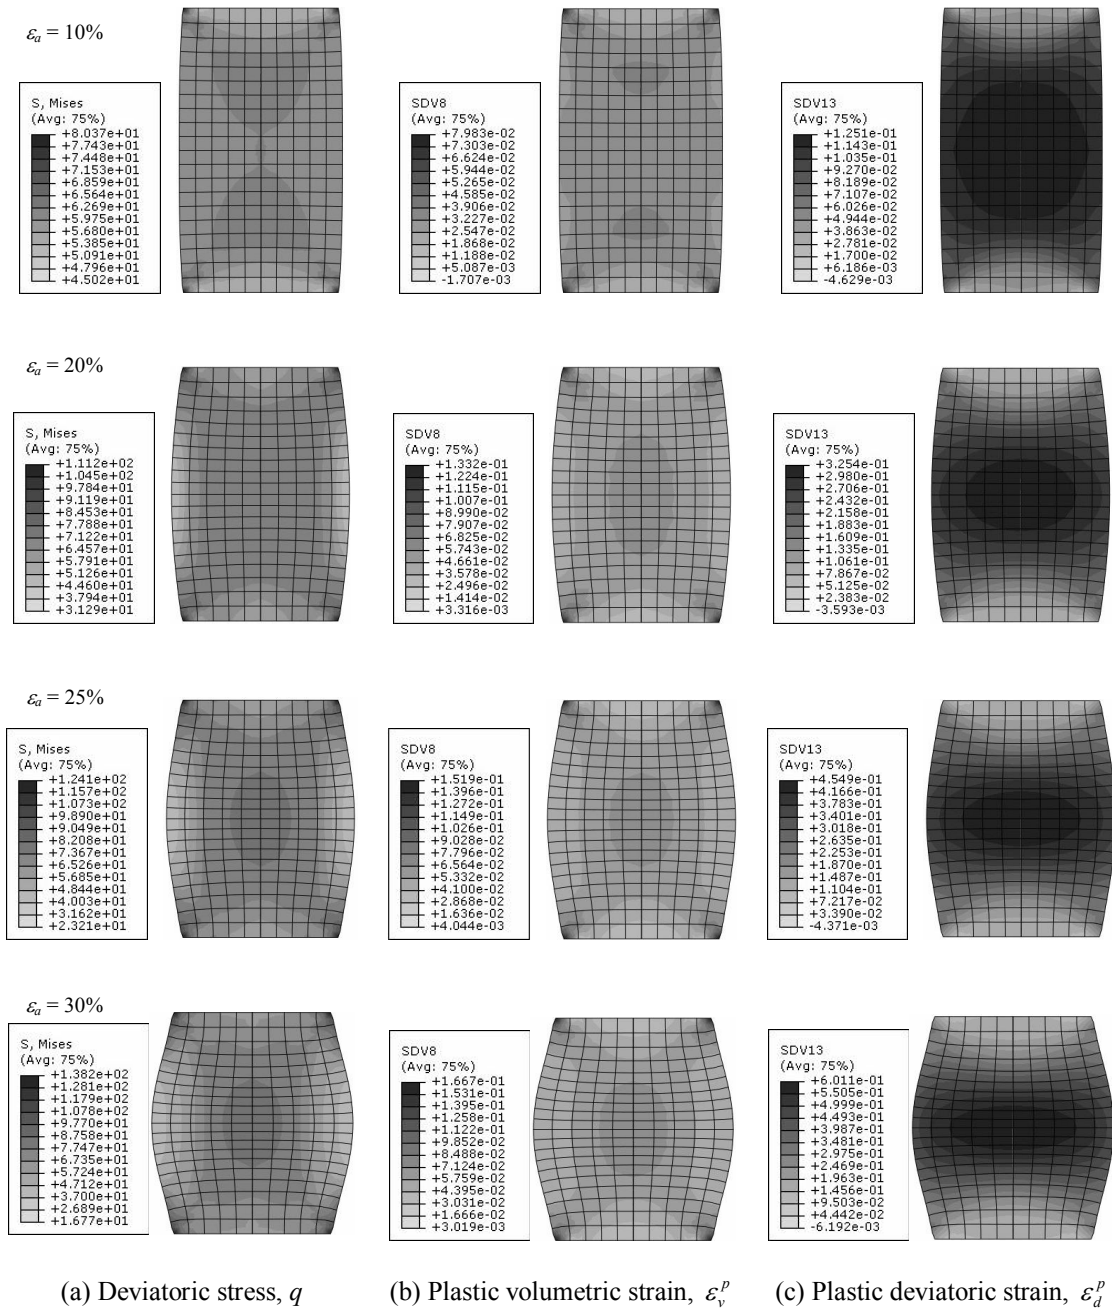 εₐ = 10%
S, Mises
(Avg: 75%)
+8.037e+01
+7.743e+01
+7.448e+01
+7.153e+01
+6.859e+01
+6.564e+01
+6.269e+01
+5.975e+01
+5.680e+01
+5.385e+01
+5.091e+01
+4.796e+01
+4.502e+01
SDV8
(Avg: 75%)
+7.983e-02
+7.303e-02
+6.624e-02
+5.944e-02
+5.265e-02
+4.585e-02
+3.906e-02
+3.227e-02
+2.547e-02
+1.868e-02
+1.188e-02
+5.087e-03
-1.707e-03
SDV13
(Avg: 75%)
+1.251e-01
+1.143e-01
+1.035e-01
+9.270e-02
+8.189e-02
+7.107e-02
+6.026e-02
+4.944e-02
+3.863e-02
+2.781e-02
+1.700e-02
+6.186e-03
-4.629e-03
εₐ = 20%
S, Mises
(Avg: 75%)
+1.112e+02
+1.045e+02
+9.784e+01
+9.119e+01
+8.453e+01
+7.788e+01
+7.122e+01
+6.457e+01
+5.791e+01
+5.126e+01
+4.460e+01
+3.794e+01
+3.129e+01
SDV8
(Avg: 75%)
+1.332e-01
+1.224e-01
+1.115e-01
+1.007e-01
+8.990e-02
+7.907e-02
+6.825e-02
+5.743e-02
+4.661e-02
+3.578e-02
+2.496e-02
+1.414e-02
+3.316e-03
SDV13
(Avg: 75%)
+3.254e-01
+2.980e-01
+2.706e-01
+2.432e-01
+2.158e-01
+1.883e-01
+1.609e-01
+1.335e-01
+1.061e-01
+7.867e-02
+5.125e-02
+2.383e-02
-3.593e-03
εₐ = 25%
S, Mises
(Avg: 75%)
+1.241e+02
+1.157e+02
+1.073e+02
+9.890e+01
+9.049e+01
+8.208e+01
+7.367e+01
+6.526e+01
+5.685e+01
+4.844e+01
+4.003e+01
+3.162e+01
+2.321e+01
SDV8
(Avg: 75%)
+1.519e-01
+1.396e-01
+1.272e-01
+1.149e-01
+1.026e-01
+9.028e-02
+7.796e-02
+6.564e-02
+5.332e-02
+4.100e-02
+2.868e-02
+1.636e-02
+4.044e-03
SDV13
(Avg: 75%)
+4.549e-01
+4.166e-01
+3.783e-01
+3.401e-01
+3.018e-01
+2.635e-01
+2.253e-01
+1.870e-01
+1.487e-01
+1.104e-01
+7.217e-02
+3.390e-02
-4.371e-03
εₐ = 30%
S, Mises
(Avg: 75%)
+1.382e+02
+1.281e+02
+1.179e+02
+1.078e+02
+9.770e+01
+8.758e+01
+7.747e+01
+6.735e+01
+5.724e+01
+4.712e+01
+3.700e+01
+2.689e+01
+1.677e+01
SDV8
(Avg: 75%)
+1.667e-01
+1.531e-01
+1.395e-01
+1.258e-01
+1.122e-01
+9.852e-02
+8.488e-02
+7.124e-02
+5.759e-02
+4.395e-02
+3.031e-02
+1.666e-02
+3.019e-03
SDV13
(Avg: 75%)
+6.011e-01
+5.505e-01
+4.999e-01
+4.493e-01
+3.987e-01
+3.481e-01
+2.975e-01
+2.469e-01
+1.963e-01
+1.456e-01
+9.503e-02
+4.442e-02
-6.192e-03
(a) Deviatoric stress, q
(b) Plastic volumetric strain, εᵥᵖ
(c) Plastic deviatoric strain, ε_d^p